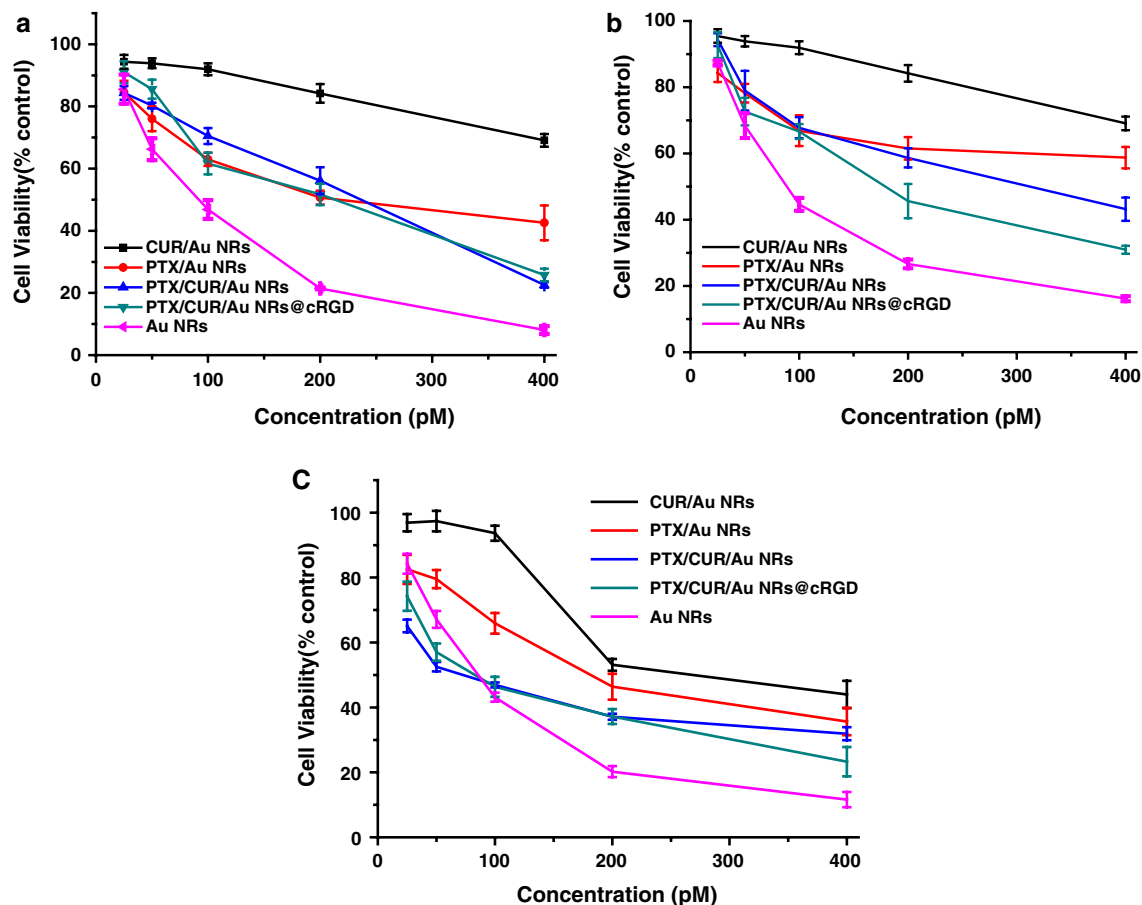 a
Cell Viability(% control)
100
80
60
40
20
0
CUR/Au NRs
PTX/Au NRs
PTX/CUR/Au NRs
PTX/CUR/Au NRs@cRGD
Au NRs
0 100 200 300 400
Concentration (pM)
b
Cell Viability(% control)
100
80
60
40
20
0
CUR/Au NRs
PTX/Au NRs
PTX/CUR/Au NRs
PTX/CUR/Au NRs@cRGD
Au NRs
0 100 200 300 400
Concentration (pM)
C
Cell Viability(% control)
100
80
60
40
20
0
CUR/Au NRs
PTX/Au NRs
PTX/CUR/Au NRs
PTX/CUR/Au NRs@cRGD
Au NRs
0 100 200 300 400
Concentration (pM)